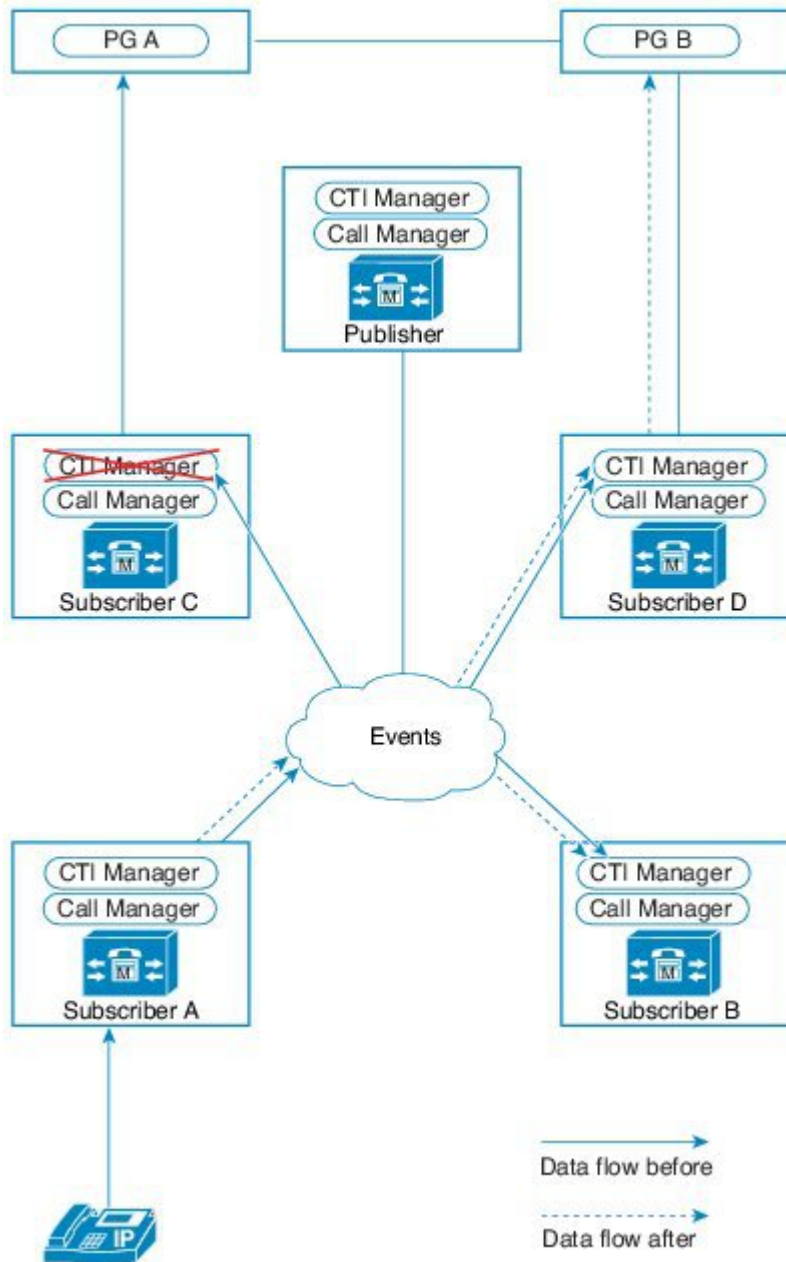 PG A
PG B
CTI Manager
Call Manager
M
Publisher
CTI Manager
Call Manager
M
Subscriber C
CTI Manager
Call Manager
M
Subscriber D
Events
CTI Manager
Call Manager
M
Subscriber A
CTI Manager
Call Manager
M
Subscriber B
Data flow before
IP
Data flow after